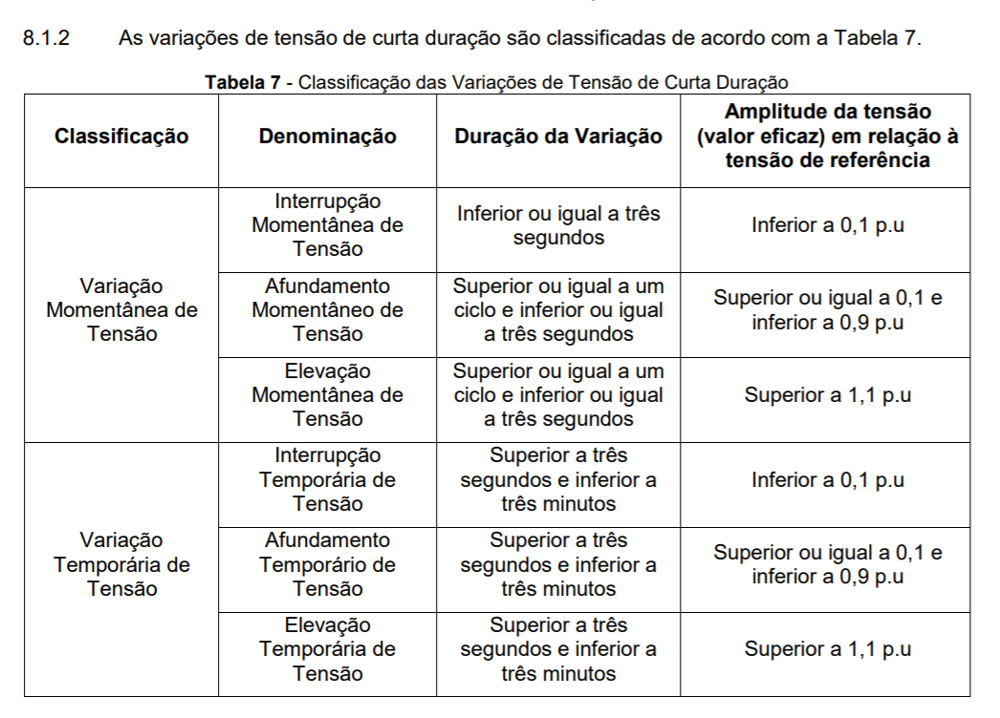 8.1.2 As variações de tensão de curta duração são classificadas de acordo com a Tabela 7.
Tabela 7 - Classificação das Variações de Tensão de Curta Duração
Classificação
Denominação
Duração da Variação
Amplitude da tensão
(valor eficaz) em relação à
tensão de referência
Variação
Momentânea de
Tensão
Interrupção
Momentânea de
Tensão
Inferior ou igual a três
segundos
Inferior a 0,1 p.u
Afundamento
Momentâneo de
Tensão
Superior ou igual a um
ciclo e inferior ou igual
a três segundos
Superior ou igual a 0,1 e
inferior a 0,9 p.u
Elevação
Momentânea de
Tensão
Superior ou igual a um
ciclo e inferior ou igual
a três segundos
Superior a 1,1 p.u
Variação
Temporária de
Tensão
Interrupção
Temporária de
Tensão
Superior a três
segundos e inferior a
três minutos
Inferior a 0,1 p.u
Afundamento
Temporário de
Tensão
Superior a três
segundos e inferior a
três minutos
Superior ou igual a 0,1 e
inferior a 0,9 p.u
Elevação
Temporária de
Tensão
Superior a três
segundos e inferior a
três minutos
Superior a 1,1 p.u